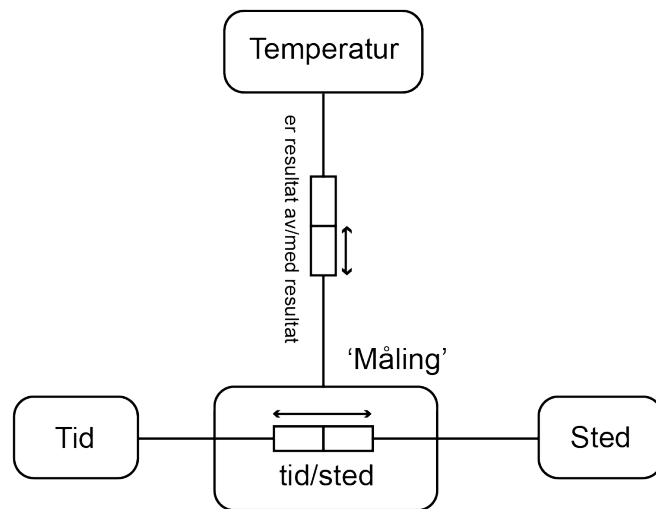 Temperatur
er resultat av/med resultat
‘Måling’
Tid
tid/sted
Sted